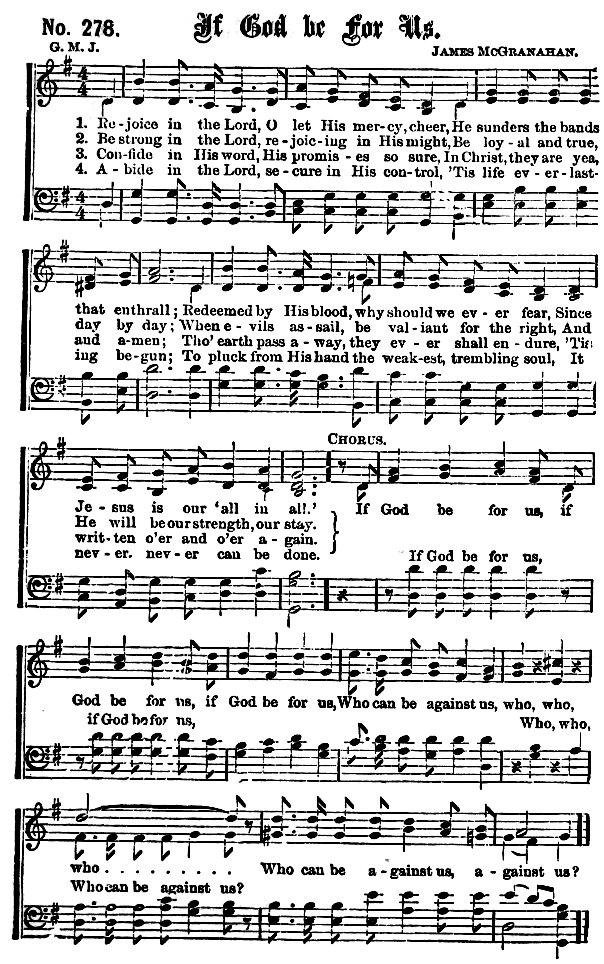 No. 278.
If God be For Us.
G. M. J.
JAMES McGRANAHAN.
1. Re-joice in the Lord, O let His mer-cy, cheer, He sunders the bands
2. Be strong in the Lord, re-joic-ing in His might, Be loy-al and true,
3. Con-fide in His word, His promis-es so sure, In Christ, they are yea,
4. A-bide in the Lord, se-cure in His con-trol, 'Tis life ev-er-last-
that enthrall; Redeemed by His blood, why should we ev-er fear, Since
day by day; When e-vils as-sail, be val-iant for the right, And
and a-men; Tho' earth pass a-way, they ev-er shall en-dure, 'Tis
ing be-gun; To pluck from His hand the weak-est, trembling soul, It
CHORUS.
Je-sus is our 'all in all.' If God be for us, if
He will be our strength, our stay.
writ-ten o'er and o'er a-gain.
nev-er. nev-er can be done. If God be for us,
God be for us, if God be for us, Who can be against us, who, who,
if God be for us, Who, who,
who . . . . . . . . . Who can be a-gainst us, a-gainst us?
Who can be against us?